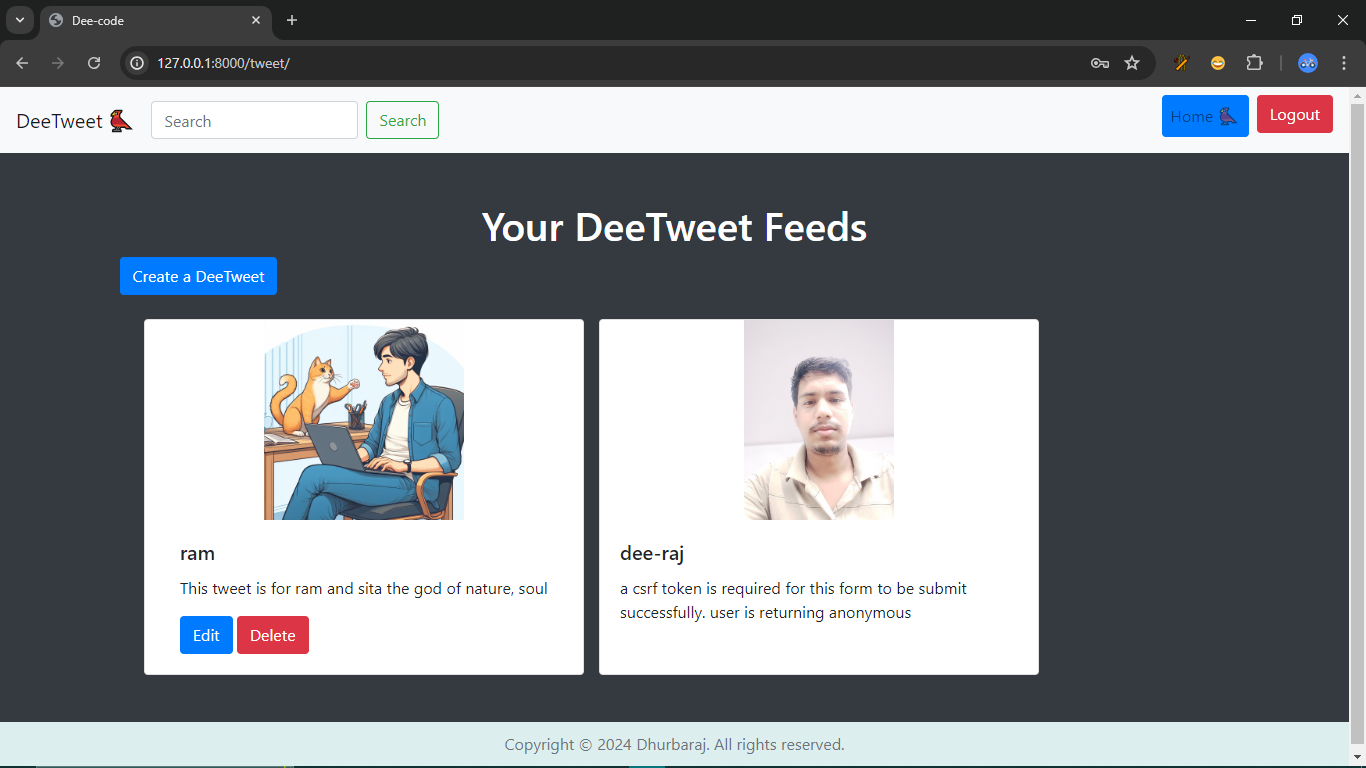 Dee-code
127.0.0.1:8000/tweet/
DeeTweet
Search
Search
Home
Logout
Your DeeTweet Feeds
Create a DeeTweet
ram
This tweet is for ram and sita the god of nature, soul
Edit
Delete
dee-raj
a csrf token is required for this form to be submit
successfully. user is returning anonymous
Copyright © 2024 Dhurbaraj. All rights reserved.